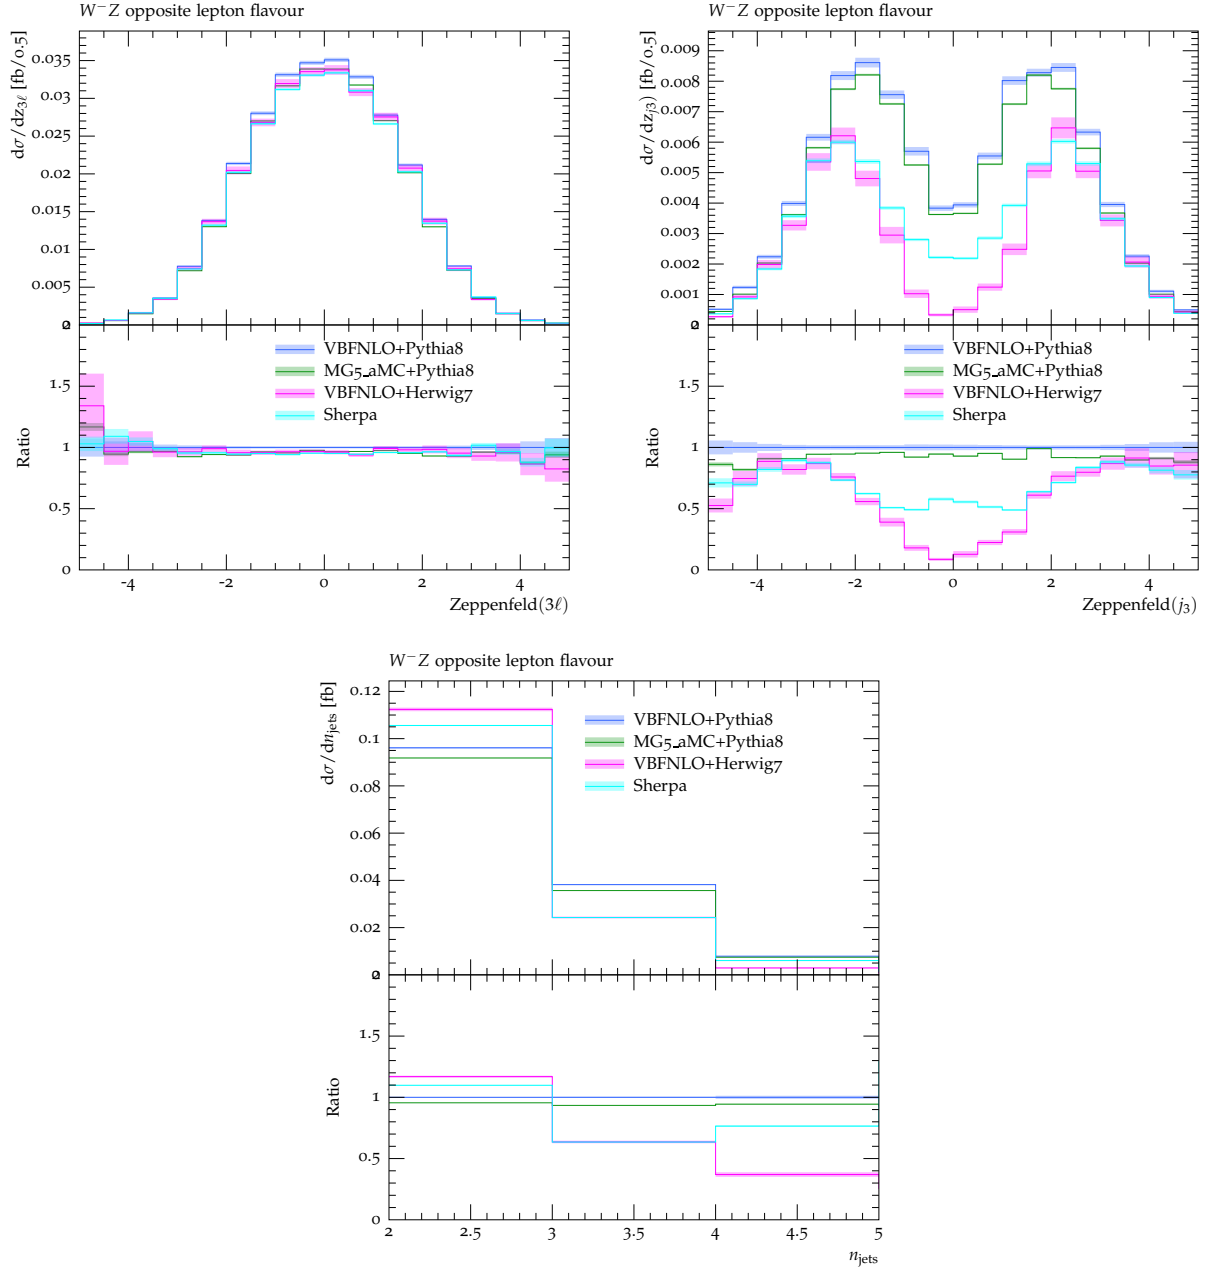 W⁻Z opposite lepton flavour
dσ/dz3ℓ [fb/0.5]
0.035
0.03
0.025
0.02
0.015
0.01
0.005
0
VBFNLO+Pythia8
MG5_aMC+Pythia8
VBFNLO+Herwig7
Sherpa
Ratio
2
1.5
1
0.5
0
-4
-2
0
2
4
Zeppenfeld(3ℓ)
W⁻Z opposite lepton flavour
dσ/dzj3) [fb/0.5]
0.009
0.008
0.007
0.006
0.005
0.004
0.003
0.002
0.001
0
VBFNLO+Pythia8
MG5_aMC+Pythia8
VBFNLO+Herwig7
Sherpa
Ratio
2
1.5
1
0.5
0
-4
-2
0
2
4
Zeppenfeld(j3)
W⁻Z opposite lepton flavour
dσ/dnjets [fb]
0.12
0.1
0.08
0.06
0.04
0.02
0
VBFNLO+Pythia8
MG5_aMC+Pythia8
VBFNLO+Herwig7
Sherpa
Ratio
2
1.5
1
0.5
0
2
2.5
3
3.5
4
4.5
5
njets